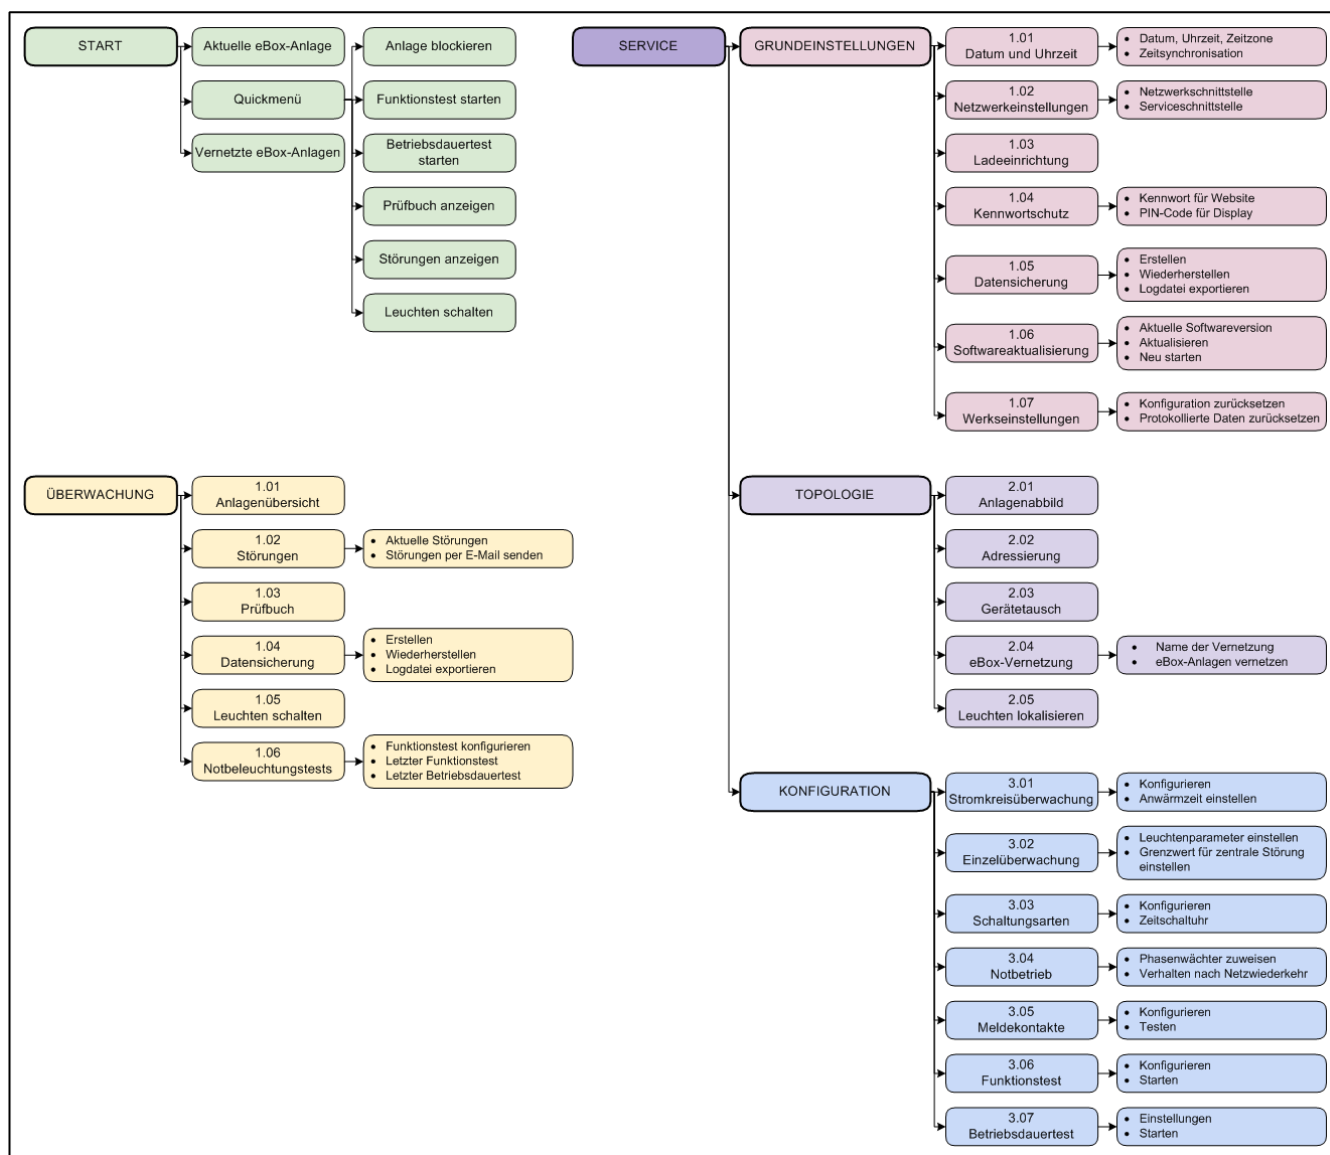 START
Aktuelle eBox-Anlage
Quickmenü
Vernetzte eBox-Anlagen
Anlage blockieren
Funktionstest starten
Betriebsdauertest
starten
Prüfbuch anzeigen
Störungen anzeigen
Leuchten schalten
ÜBERWACHUNG
1.01
Anlagenübersicht
1.02
Störungen
• Aktuelle Störungen
• Störungen per E-Mail senden
1.03
Prüfbuch
1.04
Datensicherung
• Erstellen
• Wiederherstellen
• Logdatei exportieren
1.05
Leuchten schalten
1.06
Notbeleuchtungstests
• Funktionstest konfigurieren
• Letzter Funktionstest
• Letzter Betriebsdauertest
SERVICE
GRUNDEINSTELLUNGEN
1.01
Datum und Uhrzeit
• Datum, Uhrzeit, Zeitzone
• Zeitsynchronisation
1.02
Netzwerkeinstellungen
• Netzwerkschnittstelle
• Serviceschnittstelle
1.03
Ladeeinrichtung
1.04
Kennwortschutz
• Kennwort für Website
• PIN-Code für Display
1.05
Datensicherung
• Erstellen
• Wiederherstellen
• Logdatei exportieren
1.06
Softwareaktualisierung
• Aktuelle Softwareversion
• Aktualisieren
• Neu starten
1.07
Werkseinstellungen
• Konfiguration zurücksetzen
• Protokollierte Daten zurücksetzen
TOPOLOGIE
2.01
Anlagenabbild
2.02
Adressierung
2.03
Gerätetausch
2.04
eBox-Vernetzung
• Name der Vernetzung
• eBox-Anlagen vernetzen
2.05
Leuchten lokalisieren
KONFIGURATION
3.01
Stromkreisüberwachung
• Konfigurieren
• Anwärmzeit einstellen
3.02
Einzelüberwachung
• Leuchtenparameter einstellen
• Grenzwert für zentrale Störung
einstellen
3.03
Schaltungsarten
• Konfigurieren
• Zeitschaltuhr
3.04
Notbetrieb
• Phasenwächter zuweisen
• Verhalten nach Netzwiederkehr
3.05
Meldekontakte
• Konfigurieren
• Testen
3.06
Funktionstest
• Konfigurieren
• Starten
3.07
Betriebsdauertest
• Einstellungen
• Starten